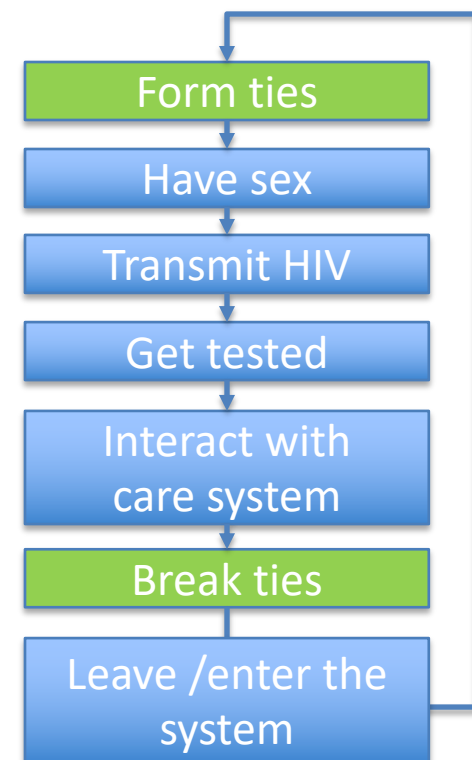 Form ties
Have sex
Transmit HIV
Get tested
Interact with
care system
Break ties
Leave /enter the
system